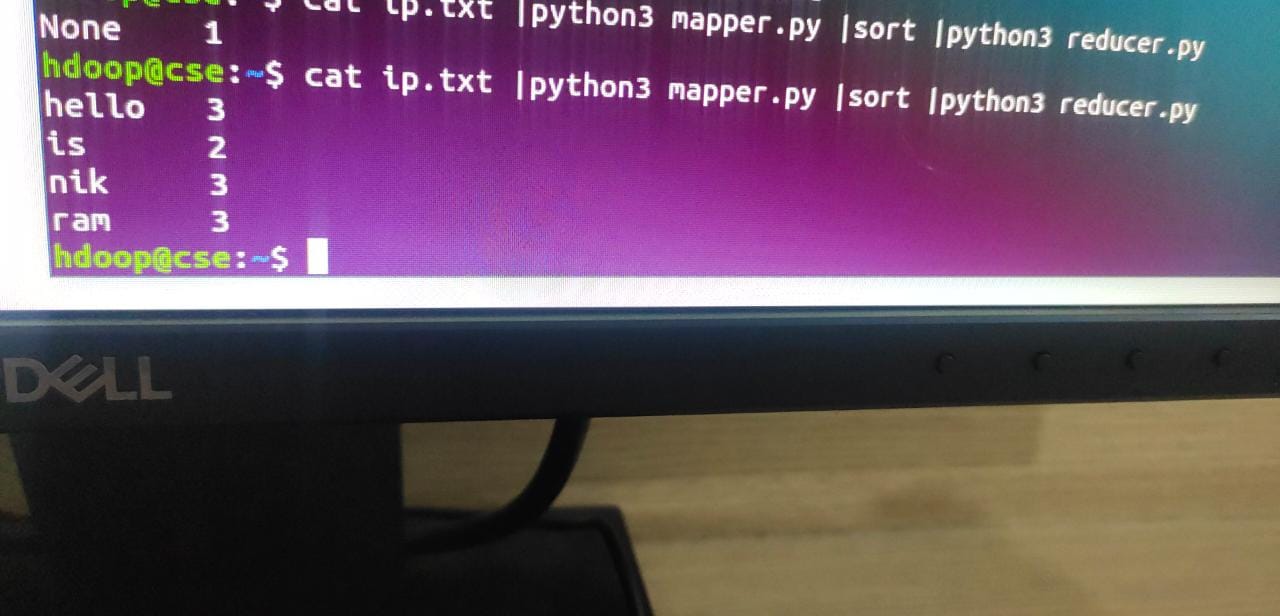 $ cat ip.txt |python3 mapper.py |sort |python3 reducer.py
None 1
hdoop@cse:~$ cat ip.txt |python3 mapper.py |sort |python3 reducer.py
hello 3
is 2
nik 3
ram 3
hdoop@cse:~$
DELL